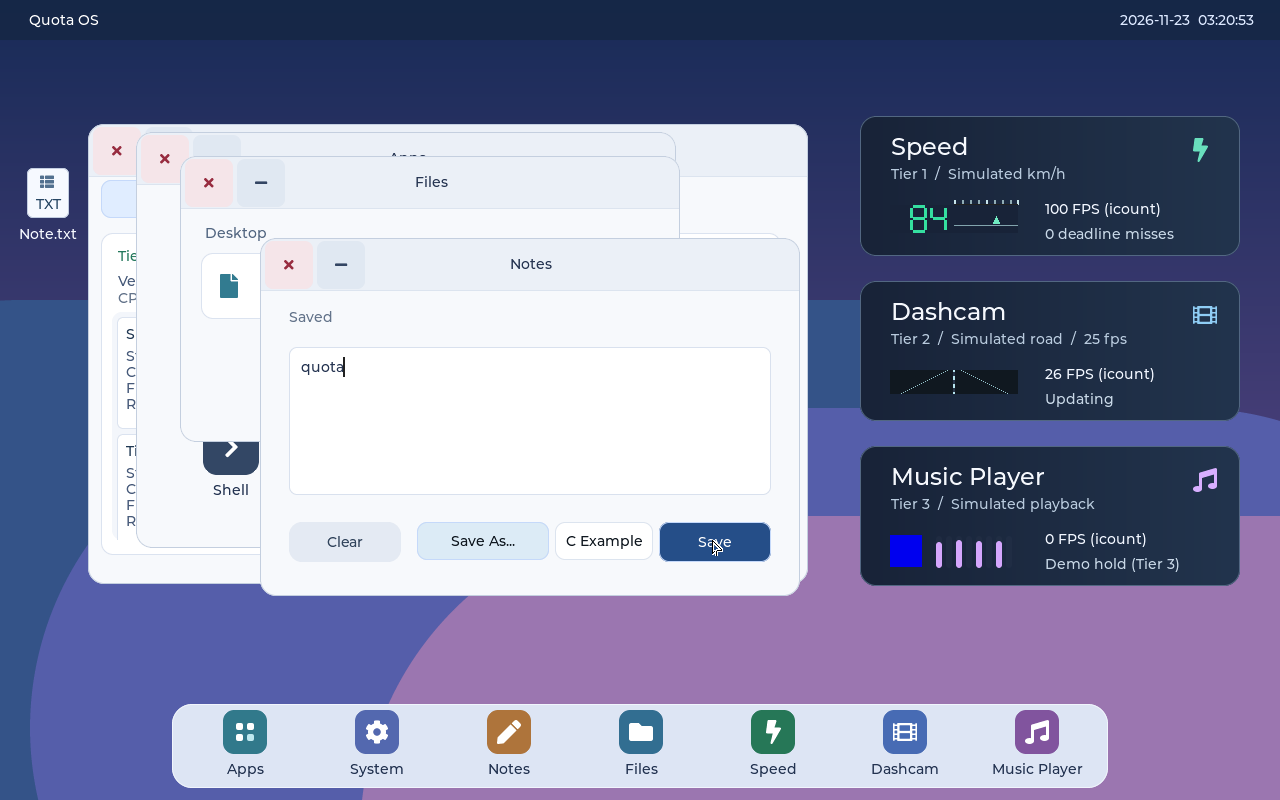 Quota OS
2026-11-23 03:20:53
TXT
Note.txt
Files
Desktop
Shell
Notes
Saved
quota
Clear
Save As...
C Example
Save
Speed
Tier 1 / Simulated km/h
84
100 FPS (icount)
0 deadline misses
Dashcam
Tier 2 / Simulated road / 25 fps
26 FPS (icount)
Updating
Music Player
Tier 3 / Simulated playback
0 FPS (icount)
Demo hold (Tier 3)
Apps
System
Notes
Files
Speed
Dashcam
Music Player